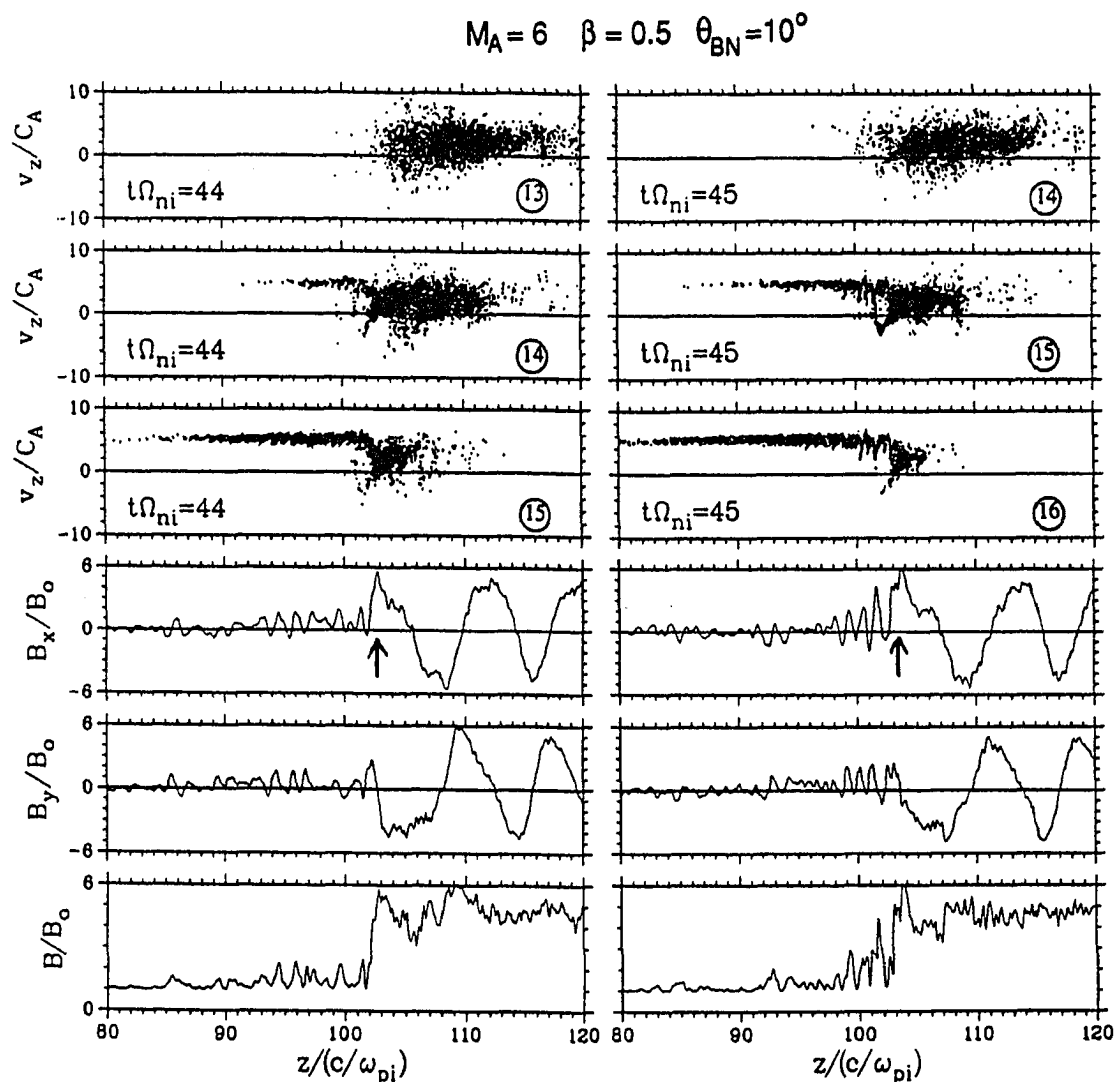 M_A = 6 β = 0.5 θ_BN = 10°
10
v_z/C_A
0
-10
tΩ_ni=44
13
tΩ_ni=45
14
10
v_z/C_A
0
-10
tΩ_ni=44
14
tΩ_ni=45
15
10
v_z/C_A
0
-10
tΩ_ni=44
15
tΩ_ni=45
16
6
B_x/B_o
0
-6
6
B_y/B_o
0
-6
6
B/B_o
0
80 90 100 110 120
80 90 100 110 120
z/(c/ω_pi)
z/(c/ω_pi)